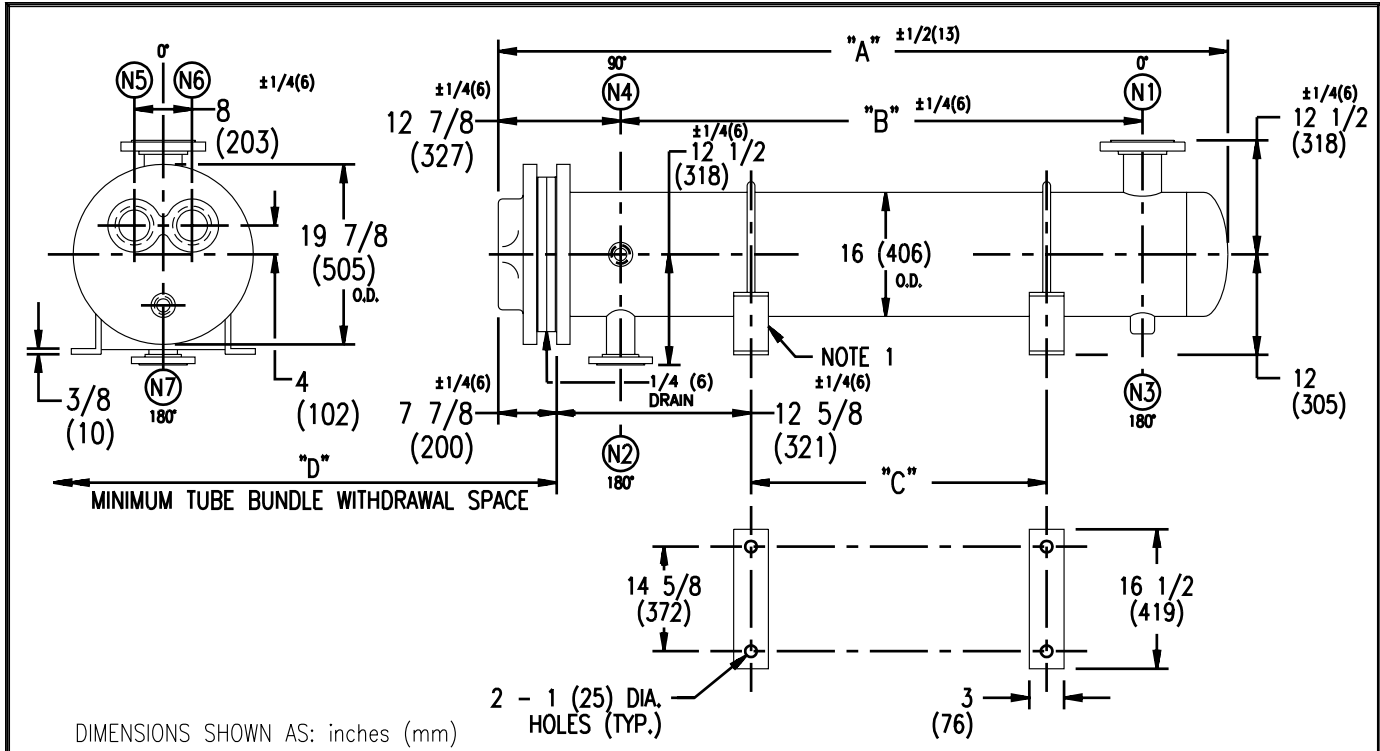 0°
N5
N6
±1/4(6)
8
(203)
19 7/8
(505)
O.D.
3/8
(10)
N7
180°
4
(102)
"A" ±1/2(13)
±1/4(6)
12 7/8
(327)
90°
N4
"B" ±1/4(6)
0°
N1
±1/4(6)
12 1/2
(318)
±1/4(6)
12 1/2
(318)
16 (406)
O.D.
NOTE 1
1/4 (6)
DRAIN
±1/4(6)
7 7/8
(200)
±1/4(6)
12 5/8
(321)
N2
180°
N3
180°
12
(305)
"D"
MINIMUM TUBE BUNDLE WITHDRAWAL SPACE
"C"
14 5/8
(372)
16 1/2
(419)
2 - 1 (25) DIA.
HOLES (TYP.)
3
(76)
DIMENSIONS SHOWN AS: inches (mm)